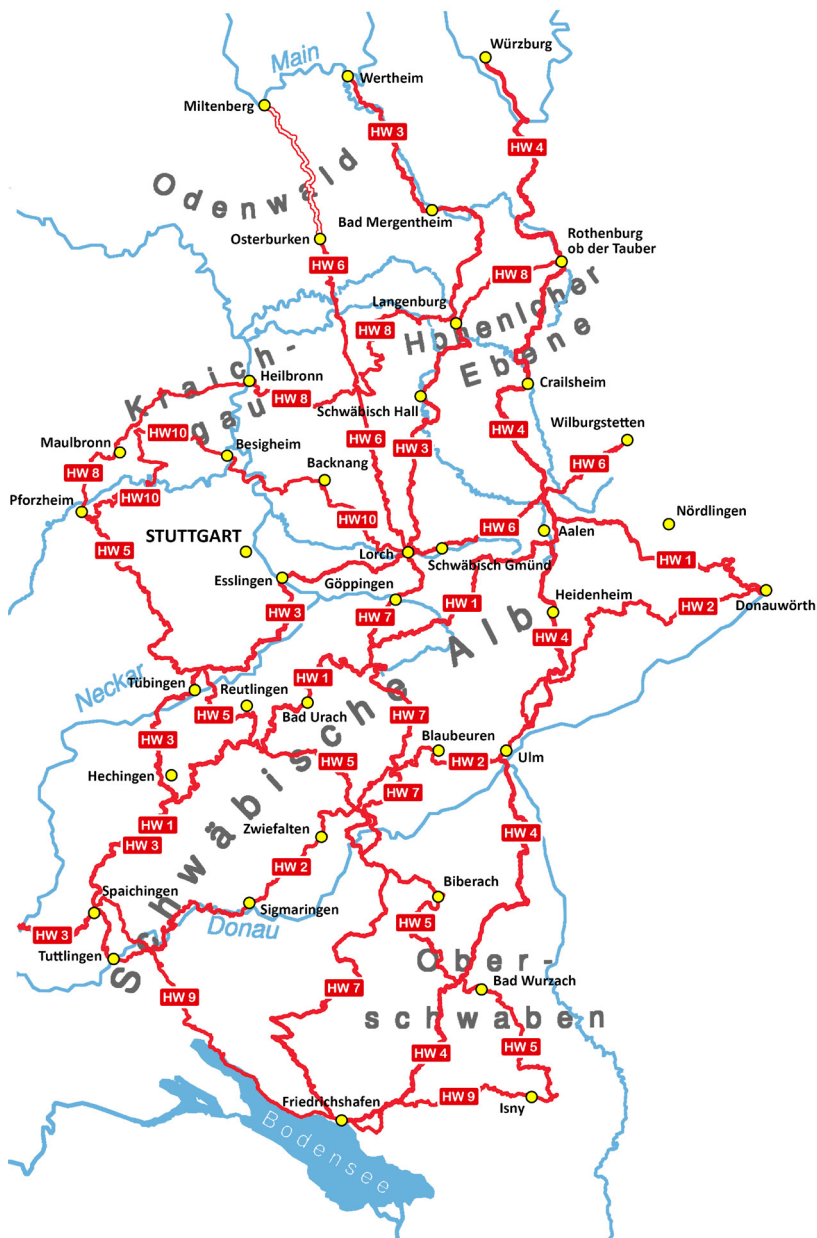 Würzburg
Main
Wertheim
Miltenberg
HW 3
HW 4
Odenwald
Bad Mergentheim
Osterburken
Rothenburg
ob der Tauber
HW 6
HW 8
Langenburg
HW 8
Hohenloher
Ebene
Kraich-
gau
Heilbronn
HW 8
Crailsheim
Schwäbisch Hall
HW 4
Wilburgstetten
HW10
Maulbronn
Besigheim
HW 6
HW 3
Backnang
HW 6
HW 8
HW10
Pforzheim
HW10
Nördlingen
HW 6
STUTTGART
HW 5
Aalen
Lorch
Schwäbisch Gmünd
HW 1
Esslingen
Göppingen
Heidenheim
HW 3
HW 7
HW 1
HW 2
Donauwörth
HW 4
Neckar
Tübingen
Reutlingen
HW 1
HW 5
Bad Urach
HW 7
Schwäbische Alb
HW 3
Blaubeuren
Ulm
Hechingen
HW 5
HW 2
HW 7
HW 1
HW 4
Zwiefalten
HW 3
HW 2
Spaichingen
Biberach
Sigmaringen
HW 5
Donau
HW 3
Tuttlingen
Ober-
schwaben
Bad Wurzach
HW 7
HW 9
HW 5
HW 4
HW 9
Friedrichshafen
Isny
Bodensee